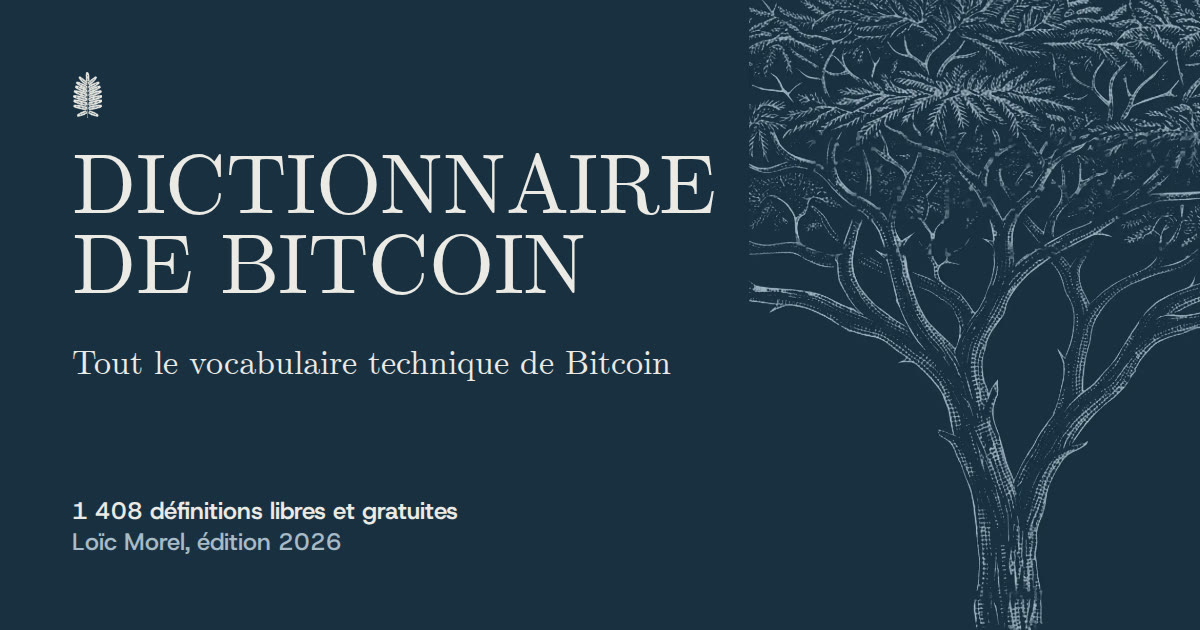 DICTIONNAIRE
DE BITCOIN
Tout le vocabulaire technique de Bitcoin
1 408 définitions libres et gratuites
Loïc Morel, édition 2026